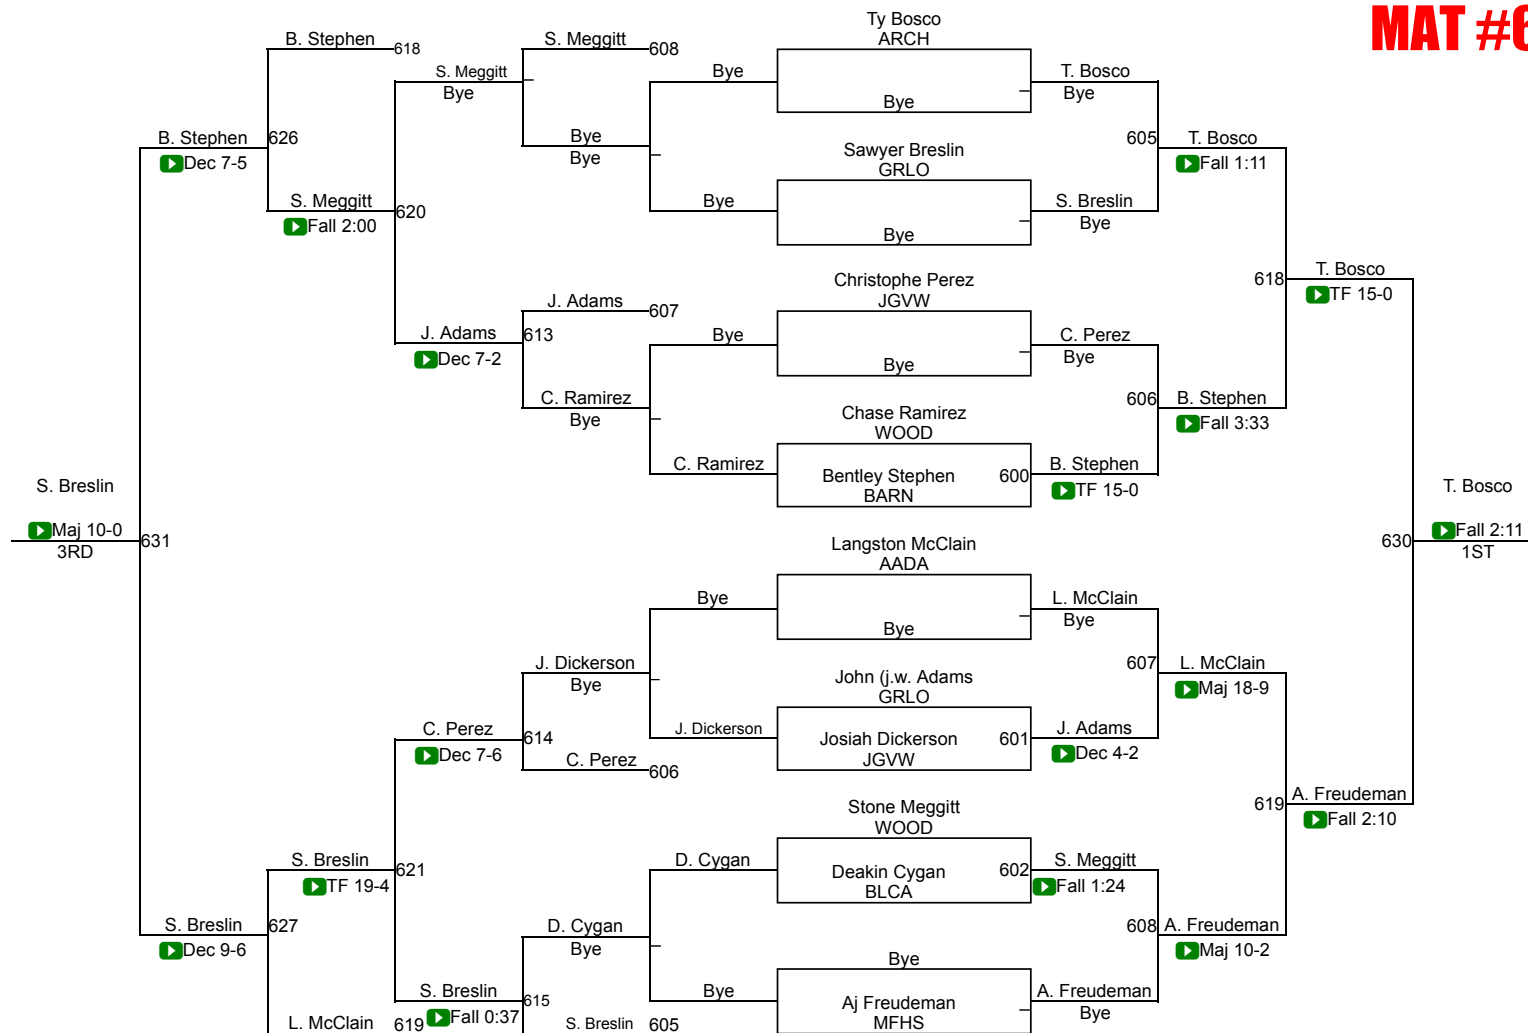 MAT #6
Ty Bosco
ARCH
B. Stephen
618
S. Meggitt
608
S. Meggitt
Bye
Bye
Bye
T. Bosco
Bye
B. Stephen
626
Dec 7-5
Bye
Bye
Sawyer Breslin
GRLO
605
T. Bosco
Fall 1:11
S. Meggitt
620
Fall 2:00
Bye
Bye
S. Breslin
Bye
Christophe Perez
JGVW
618
T. Bosco
TF 15-0
J. Adams
607
J. Adams
613
Dec 7-2
Bye
Bye
C. Perez
Bye
C. Ramirez
Bye
Chase Ramirez
WOOD
606
B. Stephen
Fall 3:33
C. Ramirez
Bentley Stephen
BARN
600
B. Stephen
TF 15-0
S. Breslin
Maj 10-0
3RD
631
T. Bosco
630
Fall 2:11
1ST
Langston McClain
AADA
Bye
Bye
L. McClain
Bye
J. Dickerson
Bye
John (j.w. Adams
GRLO
607
L. McClain
Maj 18-9
C. Perez
614
Dec 7-6
C. Perez
606
J. Dickerson
Josiah Dickerson
JGVW
601
J. Adams
Dec 4-2
Stone Meggitt
WOOD
619
A. Freudeman
Fall 2:10
S. Breslin
621
TF 19-4
D. Cygan
Deakin Cygan
BLCA
602
S. Meggitt
Fall 1:24
S. Breslin
627
Dec 9-6
D. Cygan
Bye
608
A. Freudeman
Maj 10-2
Bye
S. Breslin
615
Fall 0:37
Bye
Aj Freudeman
MFHS
A. Freudeman
Bye
L. McClain
619
S. Breslin
605